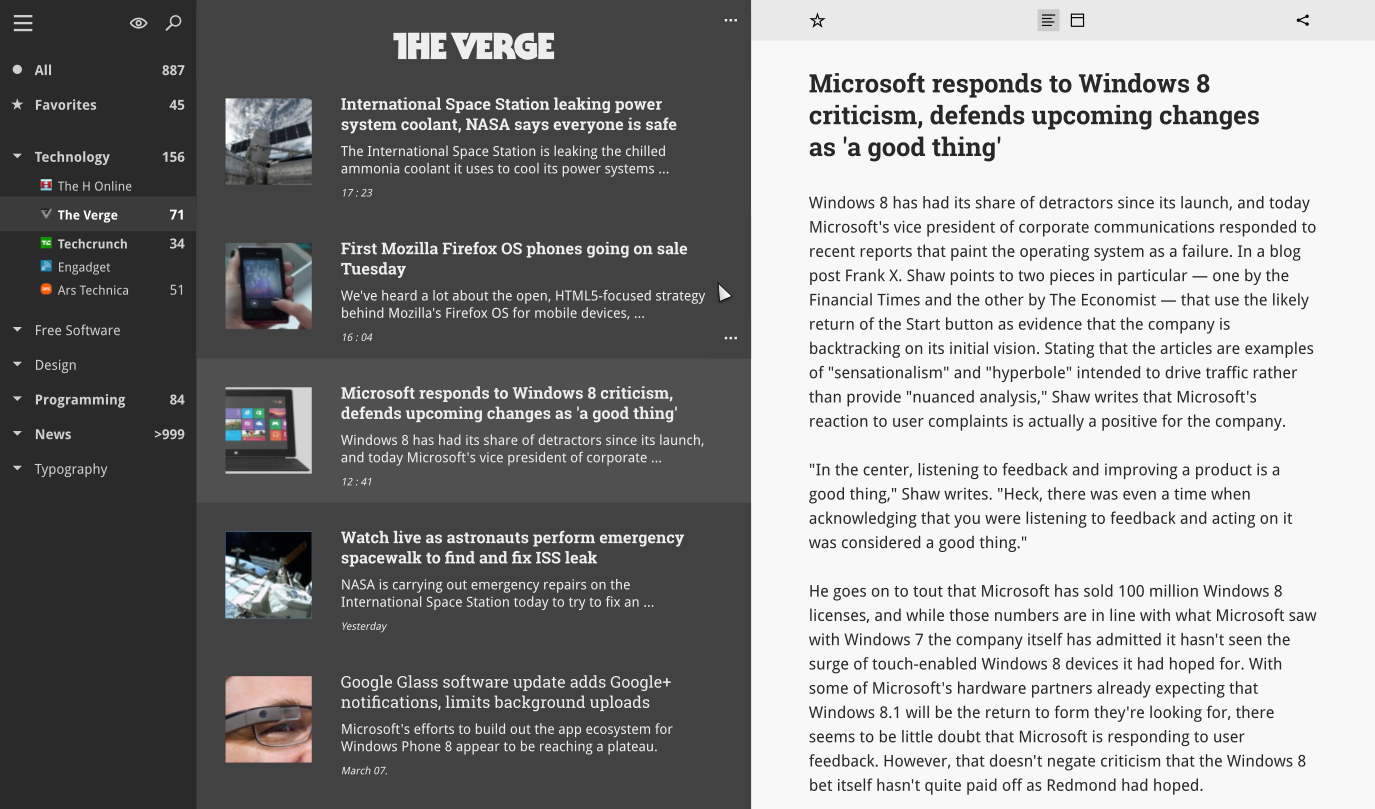 All 887
Favorites 45
Technology 156
The H Online
The Verge 71
Techcrunch 34
Engadget
Ars Technica 51
Free Software
Design
Programming 84
News >999
Typography
THE VERGE
International Space Station leaking power
system coolant, NASA says everyone is safe
The International Space Station is leaking the chilled
ammonia coolant it uses to cool its power systems ...
17 : 23
First Mozilla Firefox OS phones going on sale
Tuesday
We've heard a lot about the open, HTML5-focused strategy
behind Mozilla's Firefox OS for mobile devices, ...
16 : 04
Microsoft responds to Windows 8 criticism,
defends upcoming changes as 'a good thing'
Windows 8 has had its share of detractors since its launch,
and today Microsoft's vice president of corporate ...
12 : 41
Watch live as astronauts perform emergency
spacewalk to find and fix ISS leak
NASA is carrying out emergency repairs on the
International Space Station today to try to fix an ...
Yesterday
Google Glass software update adds Google+
notifications, limits background uploads
Microsoft's efforts to build out the app ecosystem for
Windows Phone 8 appear to be reaching a plateau.
March 07.
Microsoft responds to Windows 8
criticism, defends upcoming changes
as 'a good thing'
Windows 8 has had its share of detractors since its launch, and today
Microsoft's vice president of corporate communications responded to
recent reports that paint the operating system as a failure. In a blog
post Frank X. Shaw points to two pieces in particular — one by the
Financial Times and the other by The Economist — that use the likely
return of the Start button as evidence that the company is
backtracking on its initial vision. Stating that the articles are examples
of "sensationalism" and "hyperbole" intended to drive traffic rather
than provide "nuanced analysis," Shaw writes that Microsoft's
reaction to user complaints is actually a positive for the company.
"In the center, listening to feedback and improving a product is a
good thing," Shaw writes. "Heck, there was even a time when
acknowledging that you were listening to feedback and acting on it
was considered a good thing."
He goes on to tout that Microsoft has sold 100 million Windows 8
licenses, and while those numbers are in line with what Microsoft saw
with Windows 7 the company itself has admitted it hasn't seen the
surge of touch-enabled Windows 8 devices it had hoped for. With
some of Microsoft's hardware partners already expecting that
Windows 8.1 will be the return to form they're looking for, there
seems to be little doubt that Microsoft is responding to user
feedback. However, that doesn't negate criticism that the Windows 8
bet itself hasn't quite paid off as Redmond had hoped.